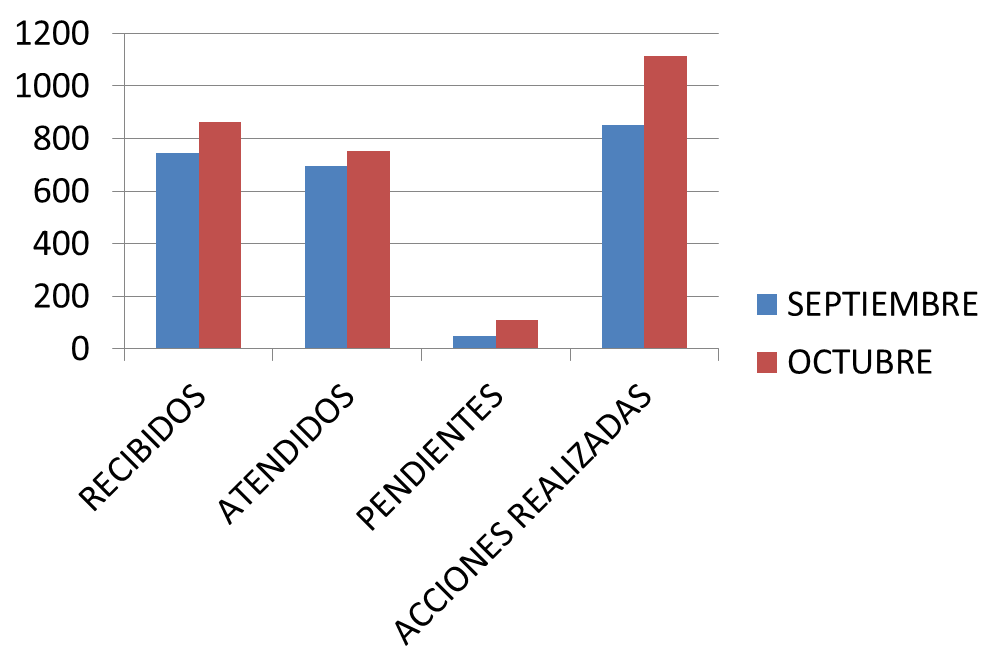 1200
1000
800
600
400
200
0
RECIBIDOS
ATENDIDOS
PENDIENTES
ACCIONES REALIZADAS
SEPTIEMBRE
OCTUBRE